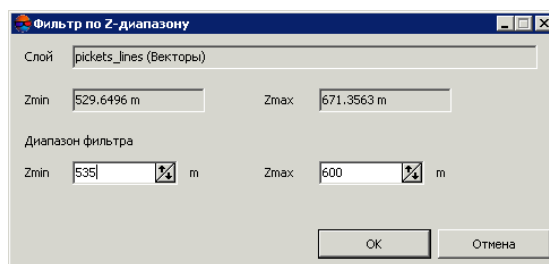 Фильтр по Z-диапазону
Слой pickets_lines (Векторы)
Zmin 529.6496 m Zmax 671.3563 m
Диапазон фильтра
Zmin 535 m Zmax 600 m
OK Отмена